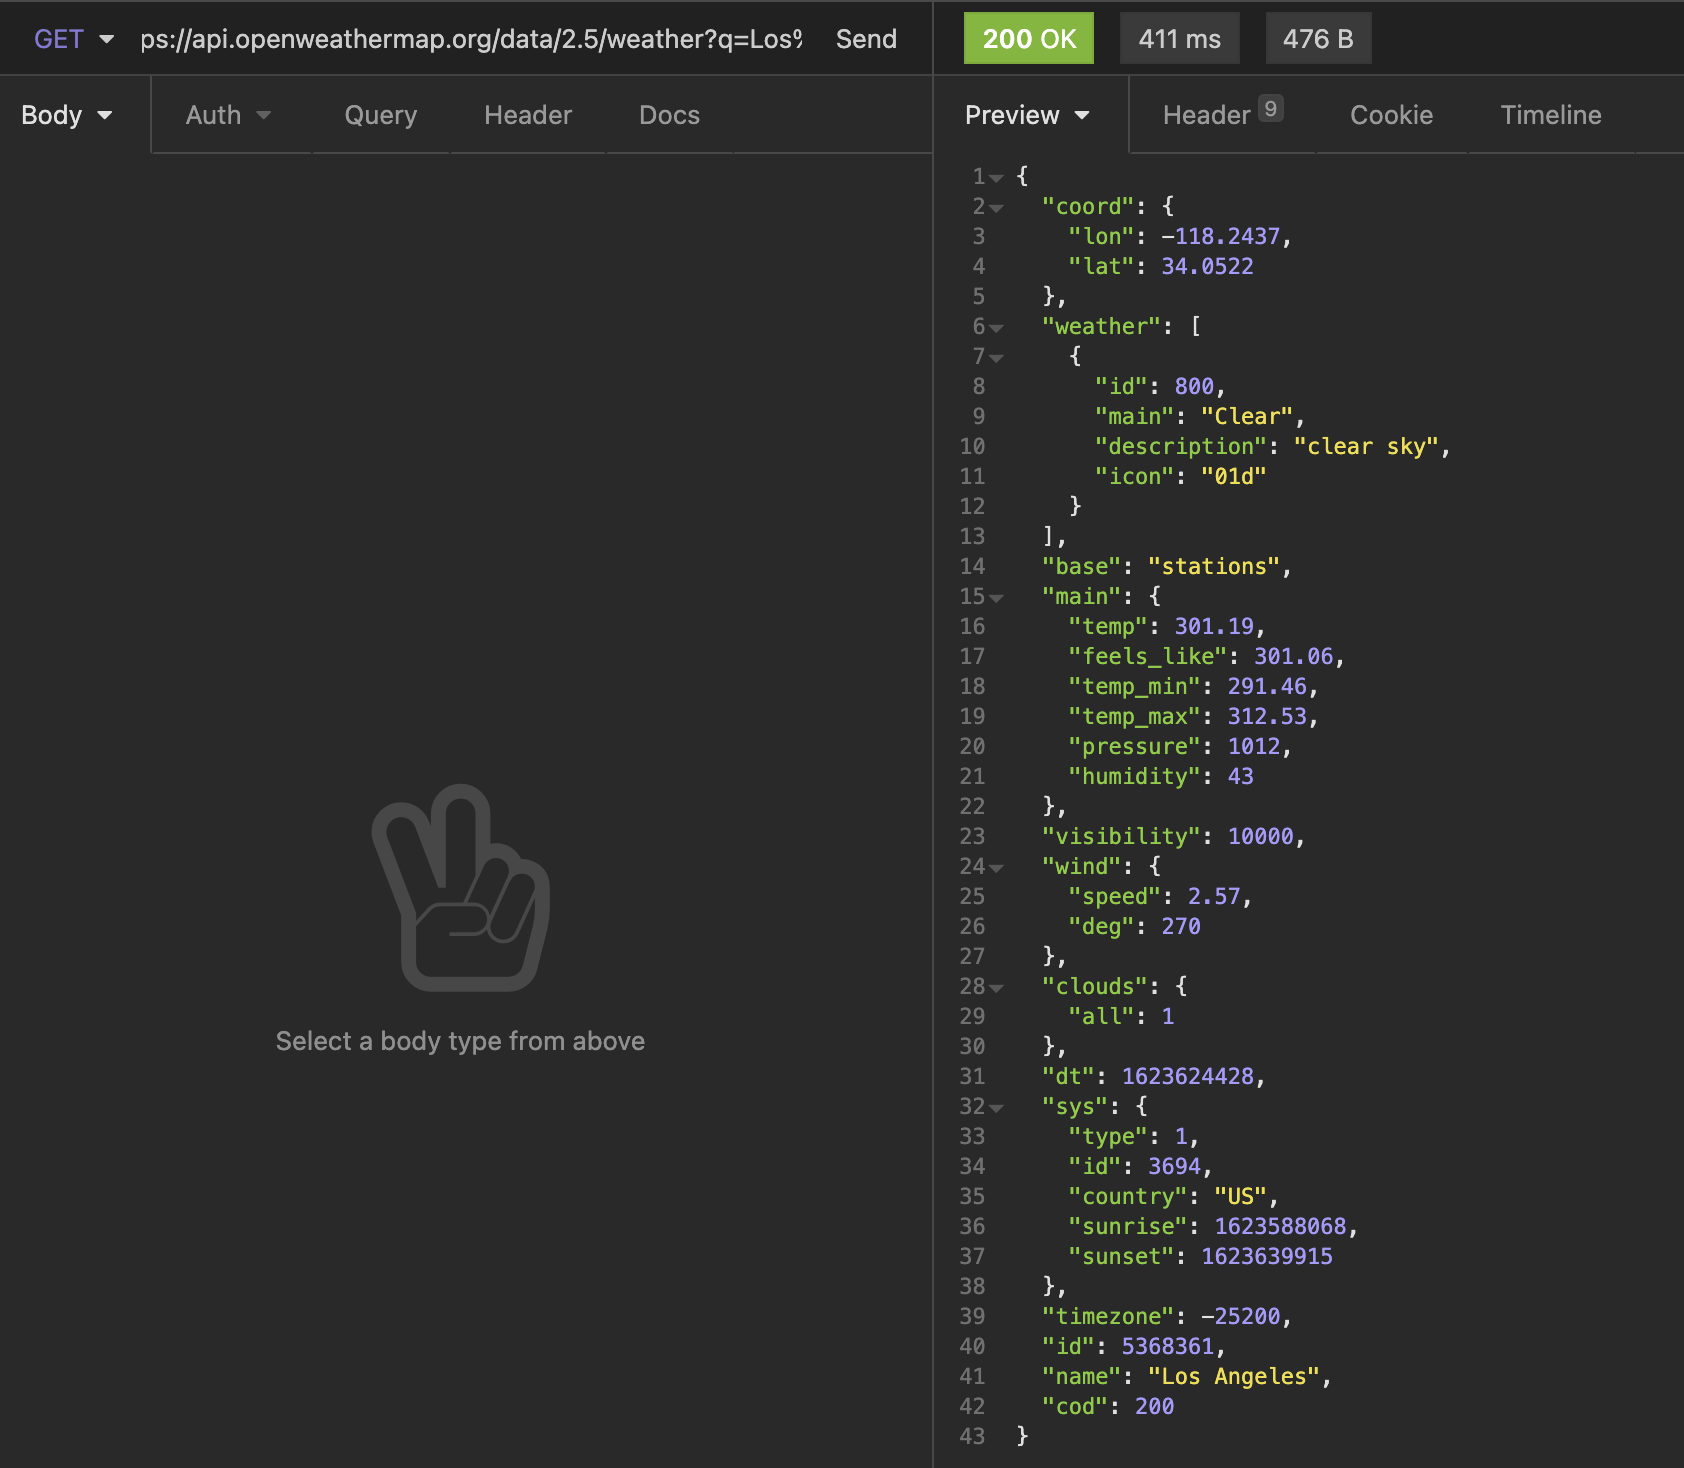 GET ps://api.openweathermap.org/data/2.5/weather?q=Los% Send
200 OK 411 ms 476 B
Body Auth Query Header Docs
Preview Header 9 Cookie Timeline
Select a body type from above
1 {
2 "coord": {
3 "lon": -118.2437,
4 "lat": 34.0522
5 },
6 "weather": [
7 {
8 "id": 800,
9 "main": "Clear",
10 "description": "clear sky",
11 "icon": "01d"
12 }
13 ],
14 "base": "stations",
15 "main": {
16 "temp": 301.19,
17 "feels_like": 301.06,
18 "temp_min": 291.46,
19 "temp_max": 312.53,
20 "pressure": 1012,
21 "humidity": 43
22 },
23 "visibility": 10000,
24 "wind": {
25 "speed": 2.57,
26 "deg": 270
27 },
28 "clouds": {
29 "all": 1
30 },
31 "dt": 1623624428,
32 "sys": {
33 "type": 1,
34 "id": 3694,
35 "country": "US",
36 "sunrise": 1623588068,
37 "sunset": 1623639915
38 },
39 "timezone": -25200,
40 "id": 5368361,
41 "name": "Los Angeles",
42 "cod": 200
43 }